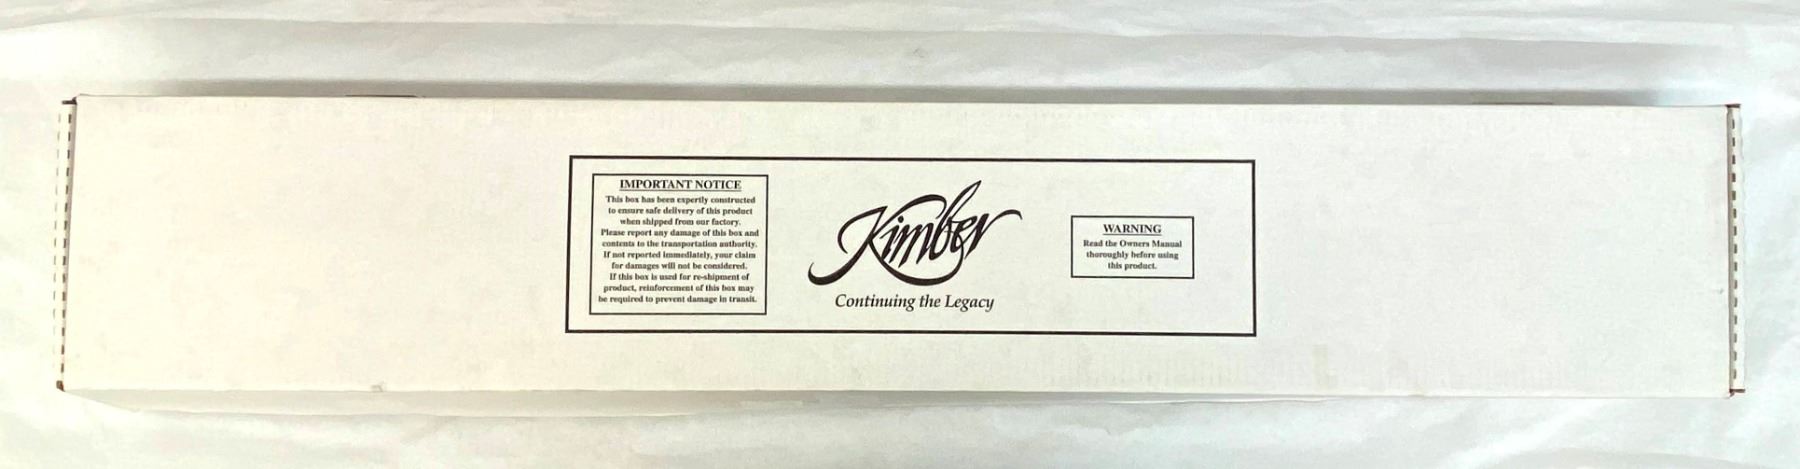 IMPORTANT NOTICE
This box has been expertly constructed
to ensure safe delivery of this product
when shipped from our factory.
Please report any damage of this box and
contents to the transportation authority.
If not reported immediately, your claim
for damages will not be considered.
If this box is used for re-shipment of
product, reinforcement of this box may
be required to prevent damage in transit.
Kimber
Continuing the Legacy
WARNING
Read the Owners Manual
thoroughly before using
this product.